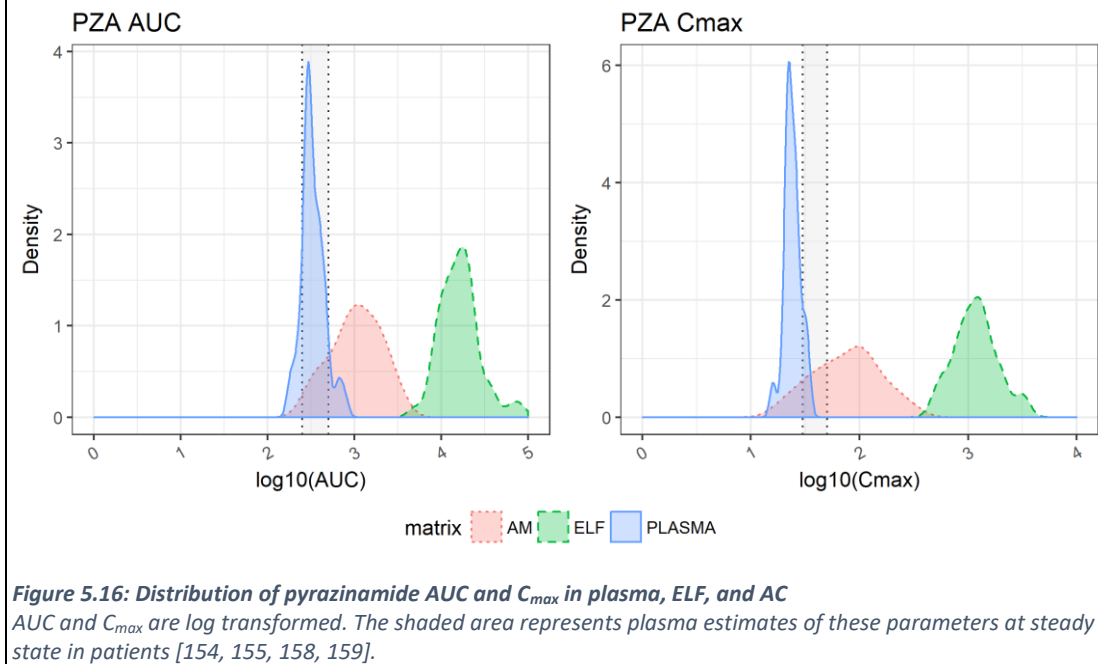 PZA AUC
4
3
2
1
0
Density
0
1
2
3
4
5
log10(AUC)
PZA Cmax
6
4
2
0
Density
0
1
2
3
4
log10(Cmax)
matrix AM ELF PLASMA
Figure 5.16: Distribution of pyrazinamide AUC and Cmax in plasma, ELF, and AC
AUC and Cmax are log transformed. The shaded area represents plasma estimates of these parameters at steady
state in patients [154, 155, 158, 159].